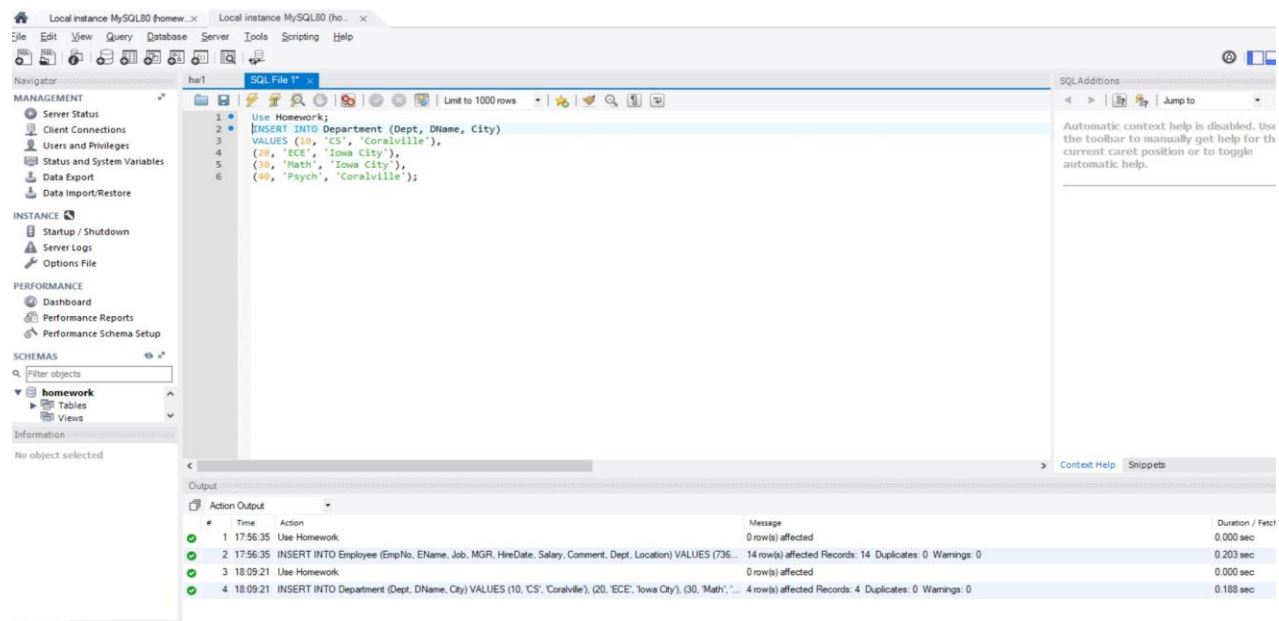 Local instance MySQL80 (homew... ×
Local instance MySQL80 (ho... ×
File Edit View Query Database Server Tools Scripting Help
Navigator
MANAGEMENT
Server Status
Client Connections
Users and Privileges
Status and System Variables
Data Export
Data Import/Restore
INSTANCE
Startup / Shutdown
Server Logs
Options File
PERFORMANCE
Dashboard
Performance Reports
Performance Schema Setup
SCHEMAS
Filter objects
homework
Tables
Views
Information
No object selected
hw1
SQL File 1* ×
Limit to 1000 rows
1 Use Homework;
2 INSERT INTO Department (Dept, DName, City)
3 VALUES (10, 'CS', 'Coralville'),
4 (20, 'ECE', 'Iowa City'),
5 (30, 'Math', 'Iowa City'),
6 (40, 'Psych', 'Coralville');
SQLAdditions
Jump to
Automatic context help is disabled. Use
the toolbar to manually get help for the
current caret position or to toggle
automatic help.
Context Help Snippets
Output
Action Output
# Time Action Message Duration / Fetch
1 17:56:35 Use Homework 0 row(s) affected 0.000 sec
2 17:56:35 INSERT INTO Employee (EmpNo, EName, Job, MGR, HireDate, Salary, Comment, Dept, Location) VALUES (736... 14 row(s) affected Records: 14 Duplicates: 0 Warnings: 0 0.203 sec
3 18:09:21 Use Homework 0 row(s) affected 0.000 sec
4 18:09:21 INSERT INTO Department (Dept, DName, City) VALUES (10, 'CS', 'Coralville'), (20, 'ECE', 'Iowa City'), (30, 'Math', '... 4 row(s) affected Records: 4 Duplicates: 0 Warnings: 0 0.188 sec